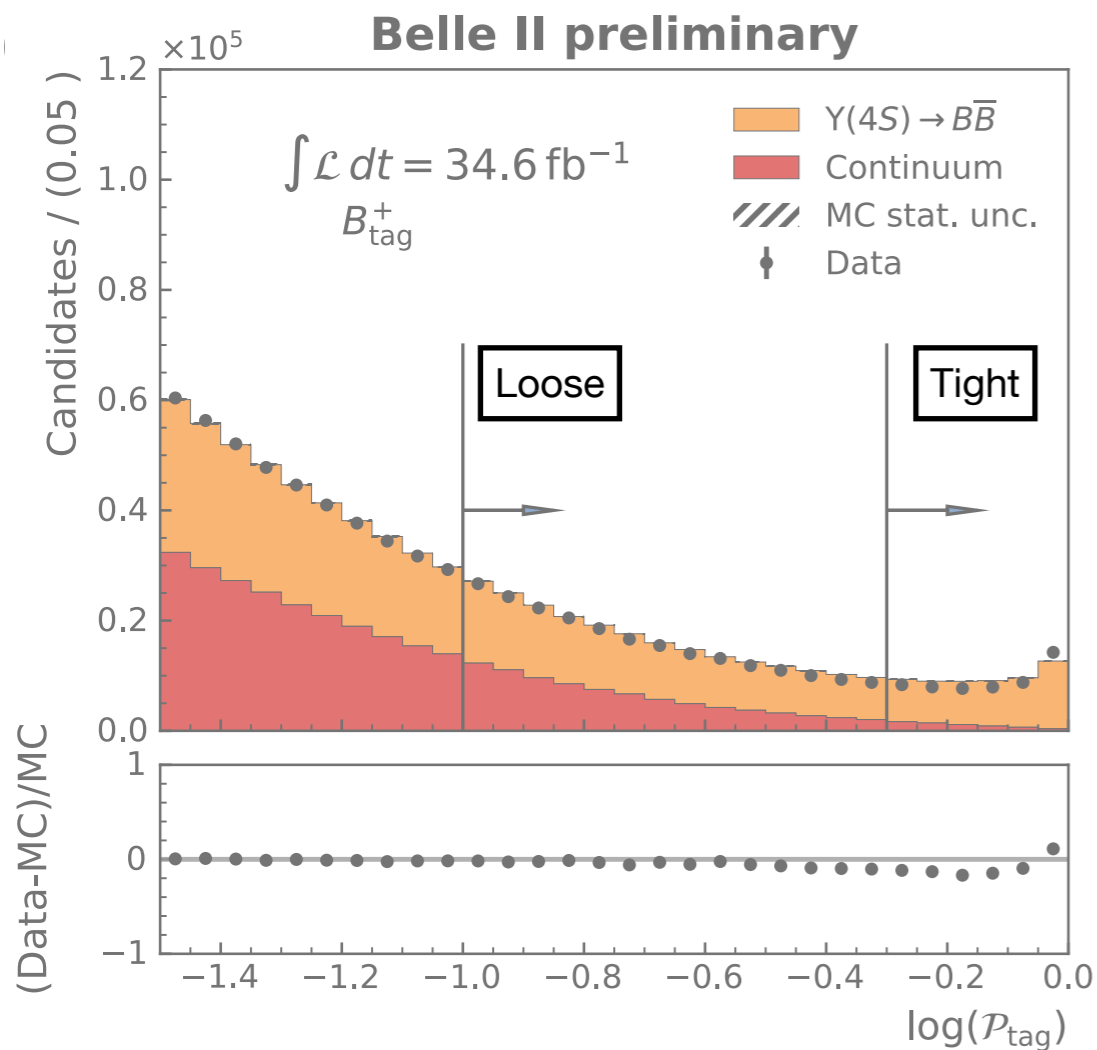 Belle II preliminary
×10⁵
Candidates / (0.05 )
1.2
1.0
0.8
0.6
0.4
0.2
0.0
∫ℒ dt = 34.6 fb⁻¹
B⁺tag
Υ(4S) → BB̅
Continuum
MC stat. unc.
Data
Loose
Tight
(Data-MC)/MC
1
0
−1
−1.4 −1.2 −1.0 −0.8 −0.6 −0.4 −0.2 0.0
log(𝒫tag)